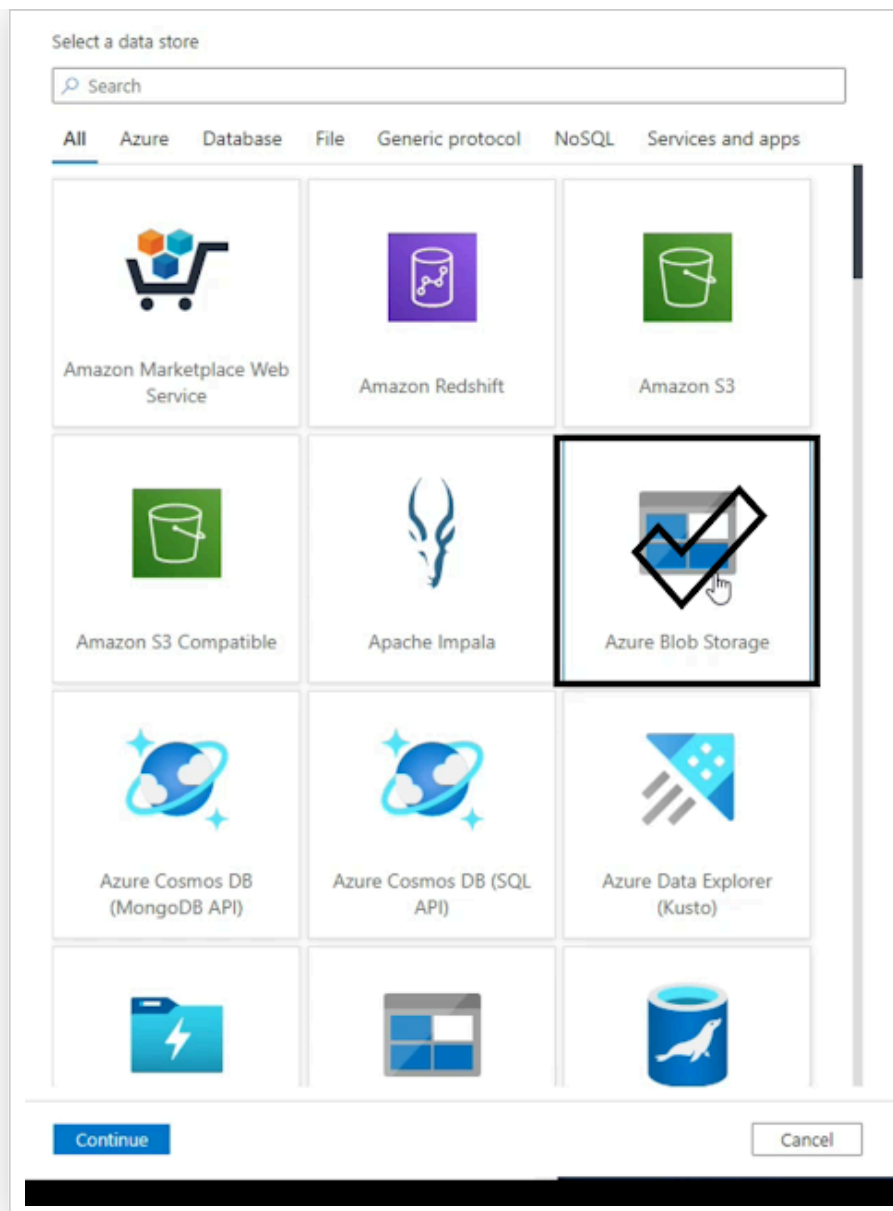 Select a data store
Search
All Azure Database File Generic protocol NoSQL Services and apps
Amazon Marketplace Web
Service
Amazon Redshift
Amazon S3
Amazon S3 Compatible
Apache Impala
Azure Blob Storage
Azure Cosmos DB
(MongoDB API)
Azure Cosmos DB (SQL
API)
Azure Data Explorer
(Kusto)
Continue
Cancel